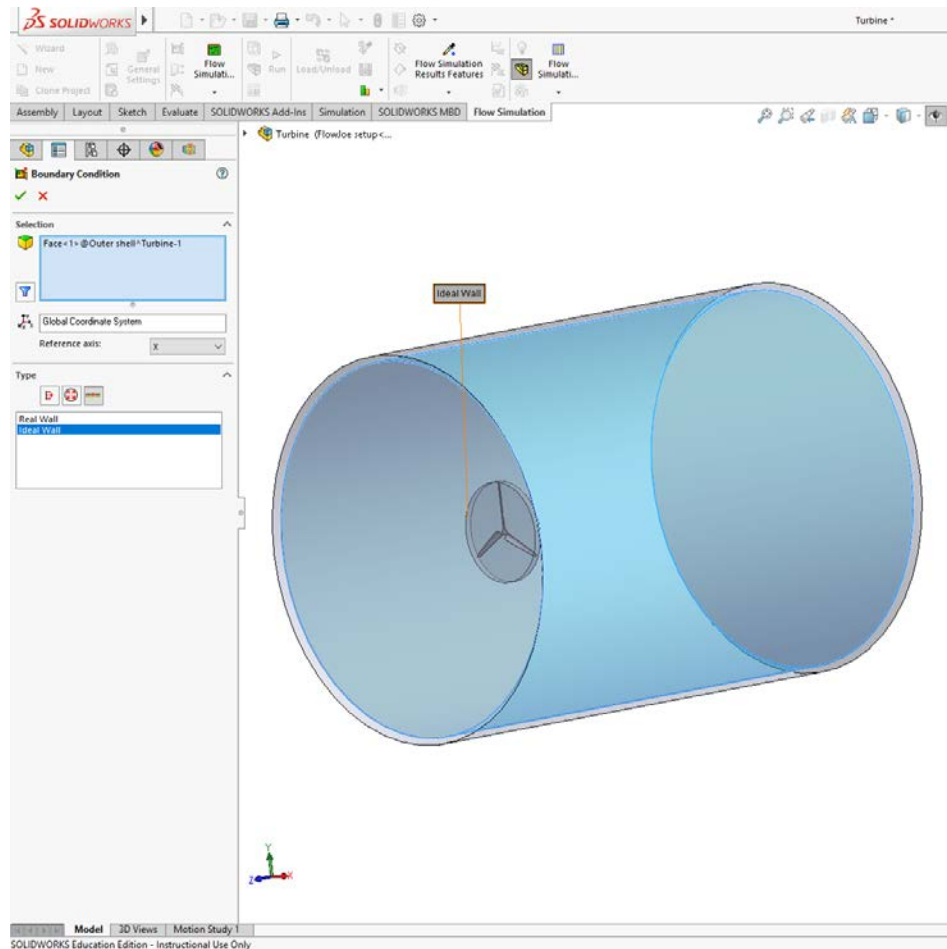 SOLIDWORKS
Turbine *
Wizard
New
Clone Project
General Settings
Flow Simulati...
Run
Load/Unload
Flow Simulation Results Features
Flow Simulati...
Assembly Layout Sketch Evaluate SOLIDWORKS Add-Ins Simulation SOLIDWORKS MBD Flow Simulation
Boundary Condition
Selection
Face<1>@Outer shell^Turbine-1
Global Coordinate System
Reference axis: X
Type
Real Wall
Ideal Wall
Ideal Wall
Y
Z X
Model 3D Views Motion Study 1
SOLIDWORKS Education Edition - Instructional Use Only